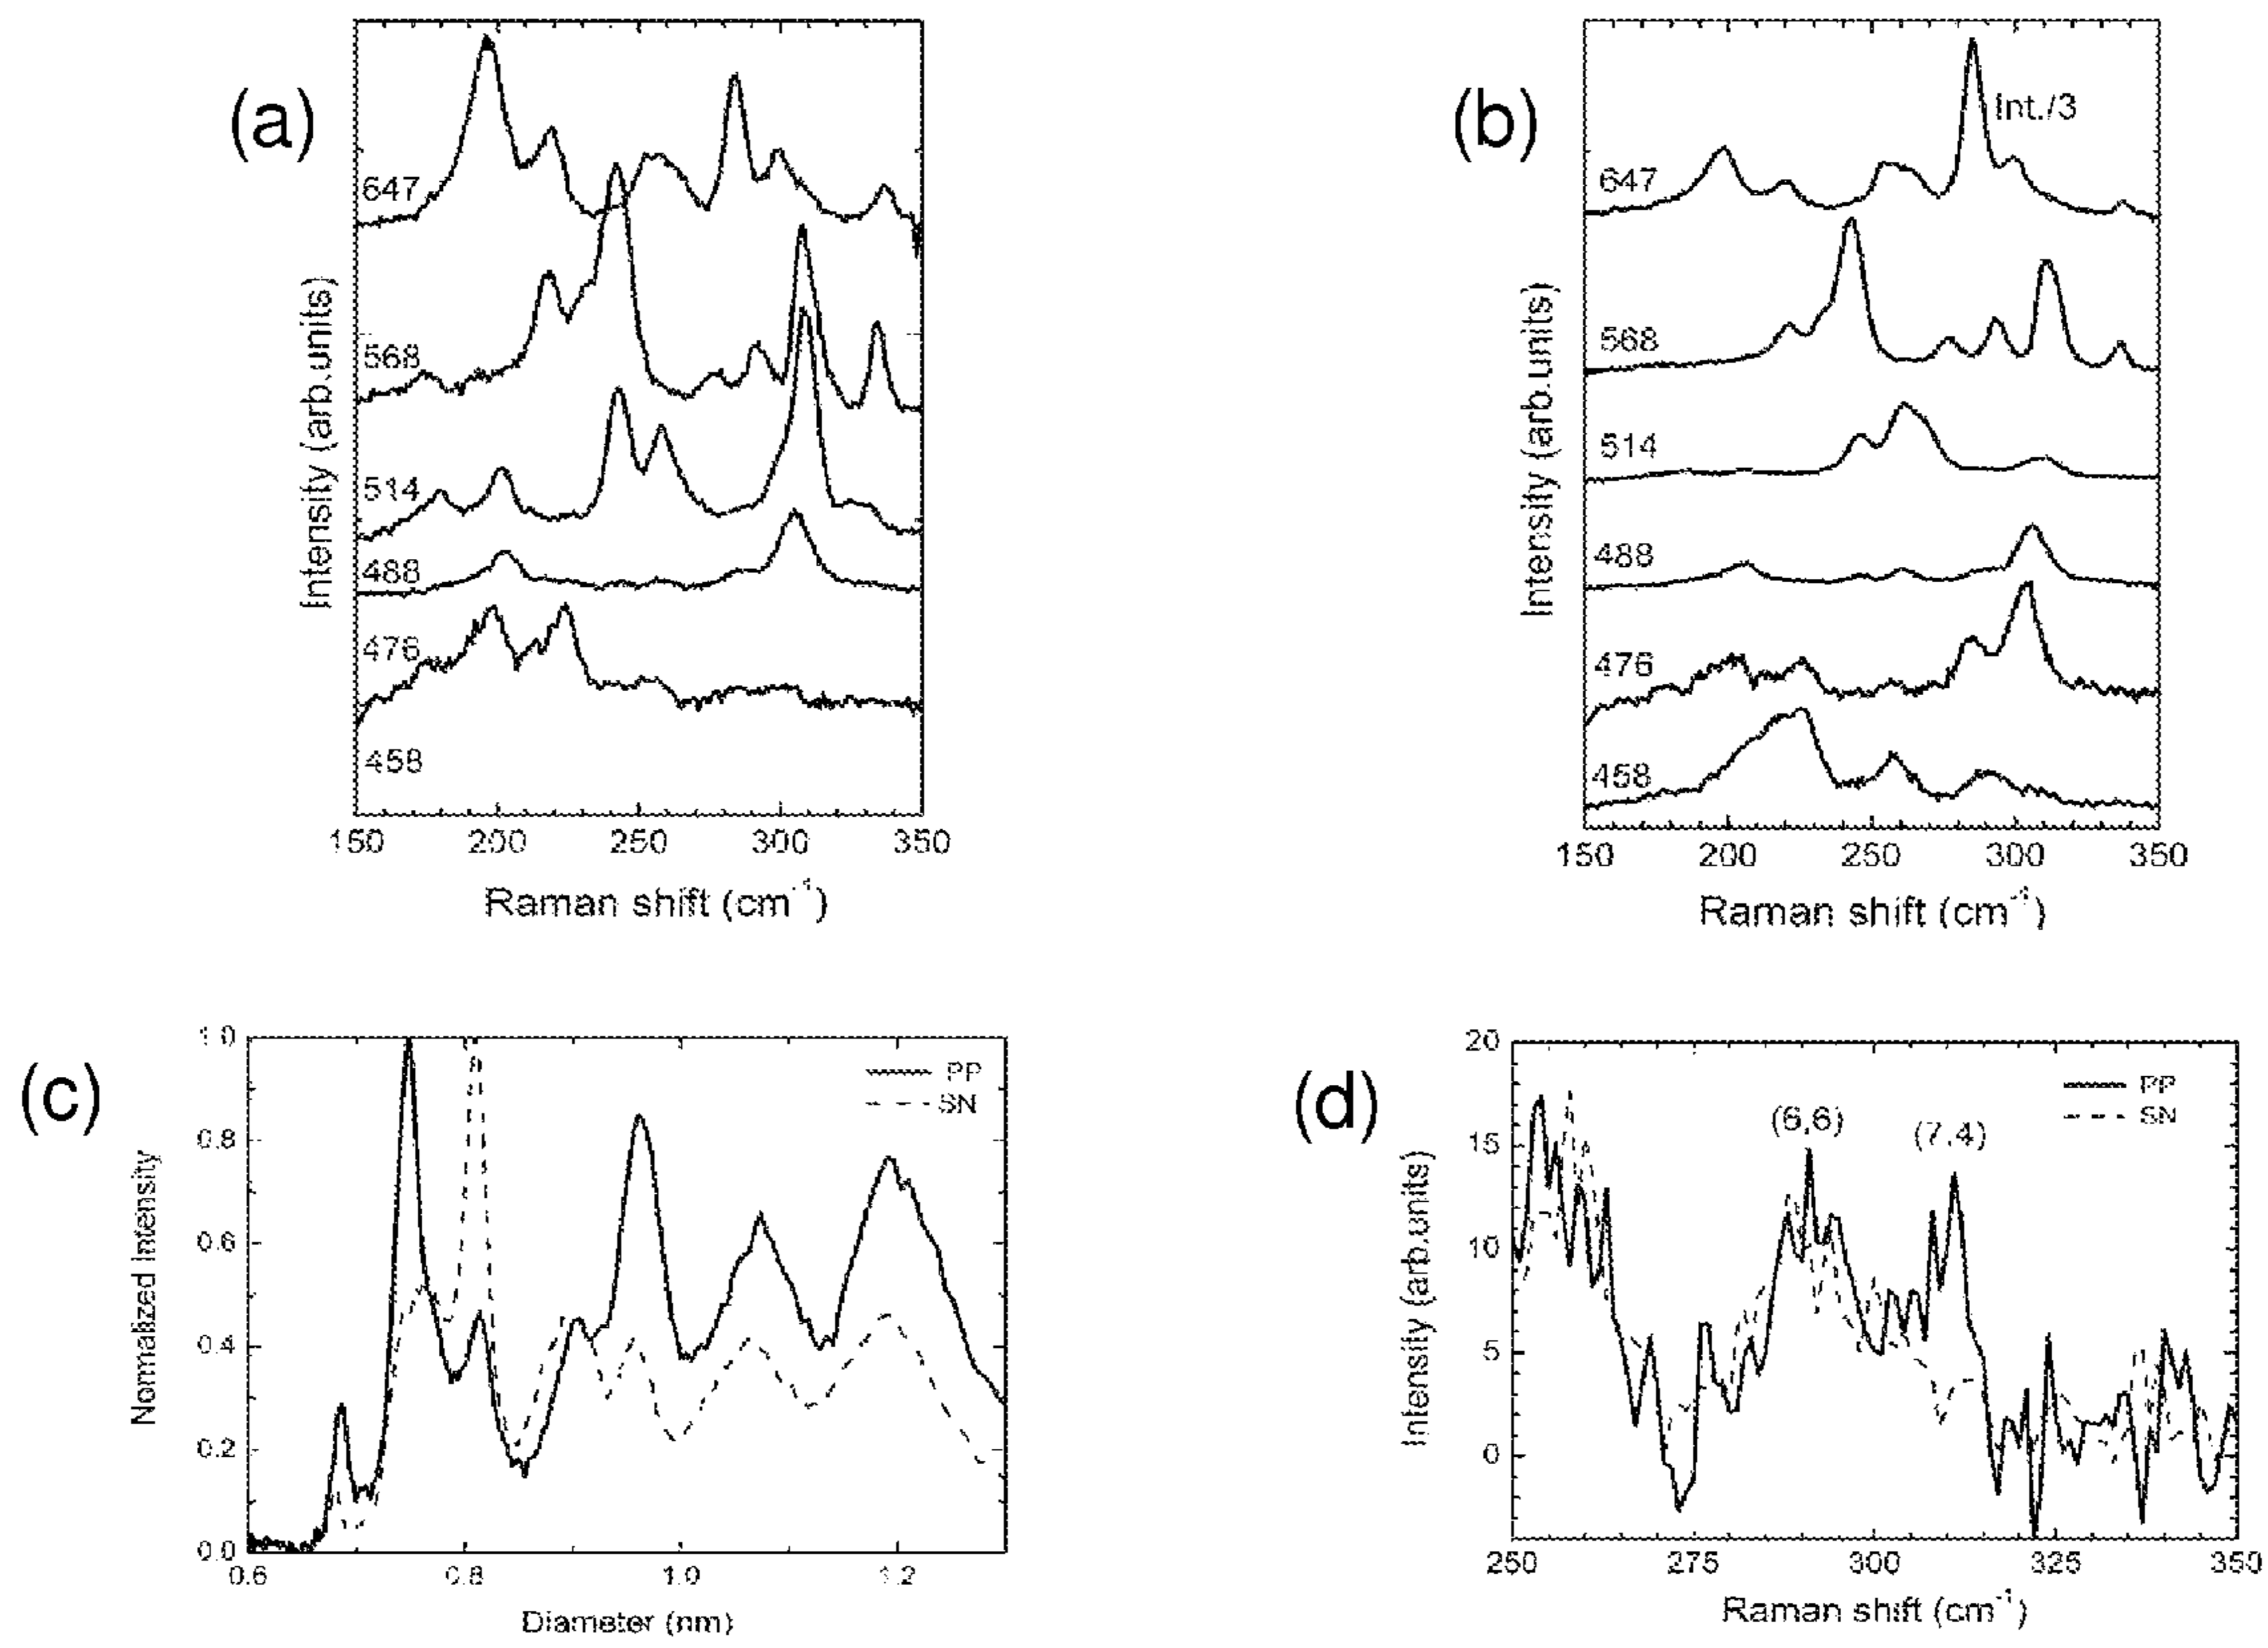 (a)
Intensity (arb.units)
647
568
514
488
476
458
150 200 250 300 350
Raman shift (cm-1)
(b)
Intensity (arb.units)
Int./3
647
568
514
488
476
458
150 200 250 300 350
Raman shift (cm-1)
(c)
Normalized Intensity
1.0
0.8
0.6
0.4
0.2
0.0
0.6 0.8 1.0 1.2
PP
SN
Diameter (nm)
(d)
Intensity (arb.units)
20
15
10
5
0
250 275 300 325 350
(6,6)
(7,4)
PP
SN
Raman shift (cm-1)